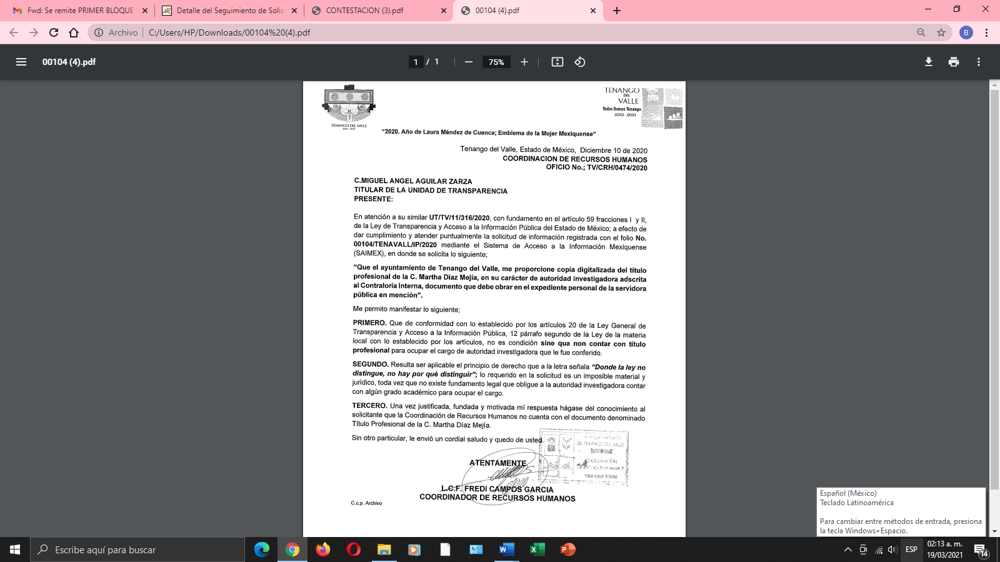 Fwd: Se remite PRIMER BLOQUE
Detalle del Seguimiento de Solici
CONTESTACION (3).pdf
00104 (4).pdf
Archivo
C:/Users/HP/Downloads/00104%20(4).pdf
B
00104 (4).pdf
1 / 1
75%
TENANGO DEL VALLE
TENANGO
DEL
VALLE
Todos Somos Tenango
2019 - 2021
“2020. Año de Laura Méndez de Cuenca; Emblema de la Mujer Mexiquense”
Tenango del Valle, Estado de México, Diciembre 10 de 2020
COORDINACION DE RECURSOS HUMANOS
OFICIO No.; TV/CRH/0474/2020
C.MIGUEL ANGEL AGUILAR ZARZA
TITULAR DE LA UNIDAD DE TRANSPARENCIA
PRESENTE:
En atención a su similar UT/TV/11/316/2020, con fundamento en el artículo 59 fracciones I y II,
de la Ley de Transparencia y Acceso a la Información Pública del Estado de México; a efecto de
dar cumplimiento y atender puntualmente la solicitud de información registrada con el folio No.
00104/TENAVALL/IP/2020 mediante el Sistema de Acceso a la Información Mexiquense
(SAIMEX), en donde se solicita lo siguiente;
“Que el ayuntamiento de Tenango del Valle, me proporcione copia digitalizada del título
profesional de la C. Martha Díaz Mejía, en su carácter de autoridad investigadora adscrita
al Contraloría Interna, documento que debe obrar en el expediente personal de la servidora
pública en mención”.
Me permito manifestar lo siguiente;
PRIMERO. Que de conformidad con lo establecido por los artículos 20 de la Ley General de
Transparencia y Acceso a la Información Pública, 12 párrafo segundo de la Ley de la materia
local con lo establecido por los artículos, no es condición sine qua non contar con título
profesional para ocupar el cargo de autoridad investigadora que le fue conferido.
SEGUNDO. Resulta ser aplicable el principio de derecho que a la letra señala “Donde la ley no
distingue, no hay por qué distinguir”; lo requerido en la solicitud es un imposible material y
jurídico, toda vez que no existe fundamento legal que obligue a la autoridad investigadora contar
con algún grado académico para ocupar el cargo.
TERCERO. Una vez justificada, fundada y motivada mí respuesta hágase del conocimiento al
solicitante que la Coordinación de Recursos Humanos no cuenta con el documento denominado
Título Profesional de la C. Martha Díaz Mejía.
Sin otro particular, le envió un cordial saludo y quedo de usted.
H. AYUNTAMIENTO
DE TENANGO DEL VALLE
COORDINACIÓN
DE RECURSOS HUMANOS
ATENTAMENTE
L.C.F. FREDI CAMPOS GARCIA
COORDINADOR DE RECURSOS HUMANOS
C.c.p. Archivo
Español (México)
Teclado Latinoamérica
Para cambiar entre métodos de entrada, presiona
la tecla Windows+Espacio.
Escribe aquí para buscar
ESP
02:13 a. m.
19/03/2021
14